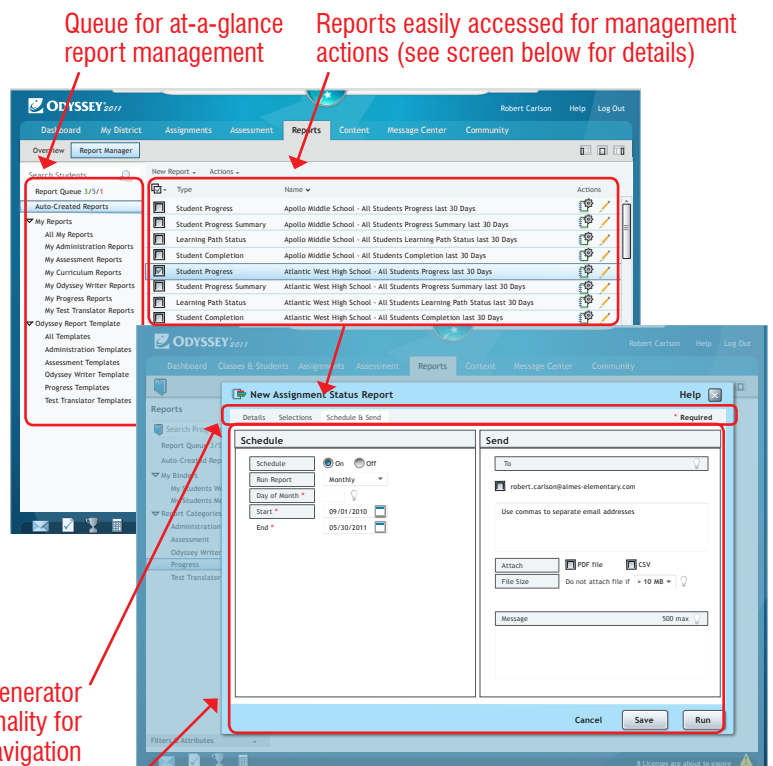 Queue for at-a-glance
report management
Reports easily accessed for management
actions (see screen below for details)
ODYSSEY 2011
Robert Carlson Help Log Out
Dashboard My District Assignments Assessment Reports Content Message Center Community
Overview Report Manager
Search Students
Report Queue 3/5/1
Auto-Created Reports
My Reports
All My Reports
My Administration Reports
My Assessment Reports
My Curriculum Reports
My Odyssey Writer Reports
My Progress Reports
My Test Translator Reports
Odyssey Report Template
All Templates
Administration Templates
Assessment Templates
Odyssey Writer Template
Progress Templates
Test Translator Templates
New Report Actions
Type Name Actions
Student Progress Apollo Middle School - All Students Progress last 30 Days
Student Progress Summary Apollo Middle School - All Students Progress Summary last 30 Days
Learning Path Status Apollo Middle School - All Students Learning Path Status last 30 Days
Student Completion Apollo Middle School - All Students Completion last 30 Days
Student Progress Atlantic West High School - All Students Progress last 30 Days
Student Progress Summary Atlantic West High School - All Students Progress Summary last 30 Days
Learning Path Status Atlantic West High School - All Students Learning Path Status last 30 Days
Student Completion Atlantic West High School - All Students Completion last 30 Days
ODYSSEY 2011
Robert Carlson Help Log Out
Dashboard Classes & Students Assignments Assessment Reports Content Message Center Community
Reports
Search Pro
Report Queue 3/5
Auto-Created Rep
My Binders
My Students W
My Students M
Report Categories
Administration
Assessment
Odyssey Writer
Progress
Test Translator
Filters & Attributes
New Assignment Status Report Help
Details Selections Schedule & Send * Required
Schedule
Schedule On Off
Run Report Monthly
Day of Month *
Start * 09/01/2010
End * 05/30/2011
Send
To
robert.carlson@aimes-elementary.com
Use commas to separate email addresses
Attach PDF file CSV
File Size Do not attach file if > 10 MB
Message 500 max
Cancel Save Run
8 Licenses are about to expire
enerator
nality for
avigation